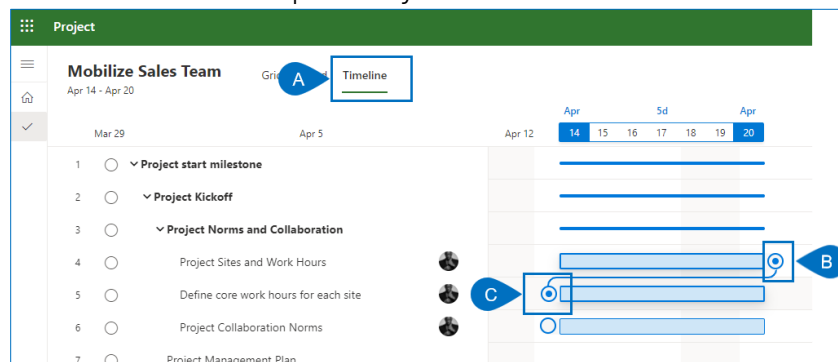 Project
Mobilize Sales Team
A
Timeline
Apr 14 - Apr 20
Apr 5d Apr
Mar 29 Apr 5 Apr 12 14 15 16 17 18 19 20
1 Project start milestone
2 Project Kickoff
3 Project Norms and Collaboration
4 Project Sites and Work Hours
B
5 Define core work hours for each site
C
6 Project Collaboration Norms
7 Project Management Plan